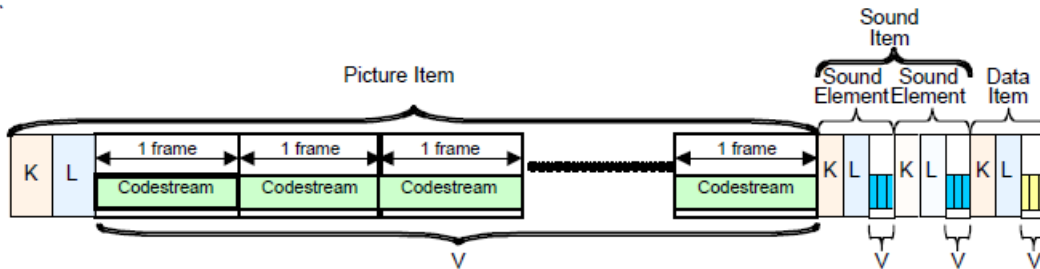 Sound
Item
Picture Item
Sound Sound Data
Element Element Item
1 frame 1 frame 1 frame 1 frame
K L Codestream Codestream Codestream Codestream K L K L K L
V V V V